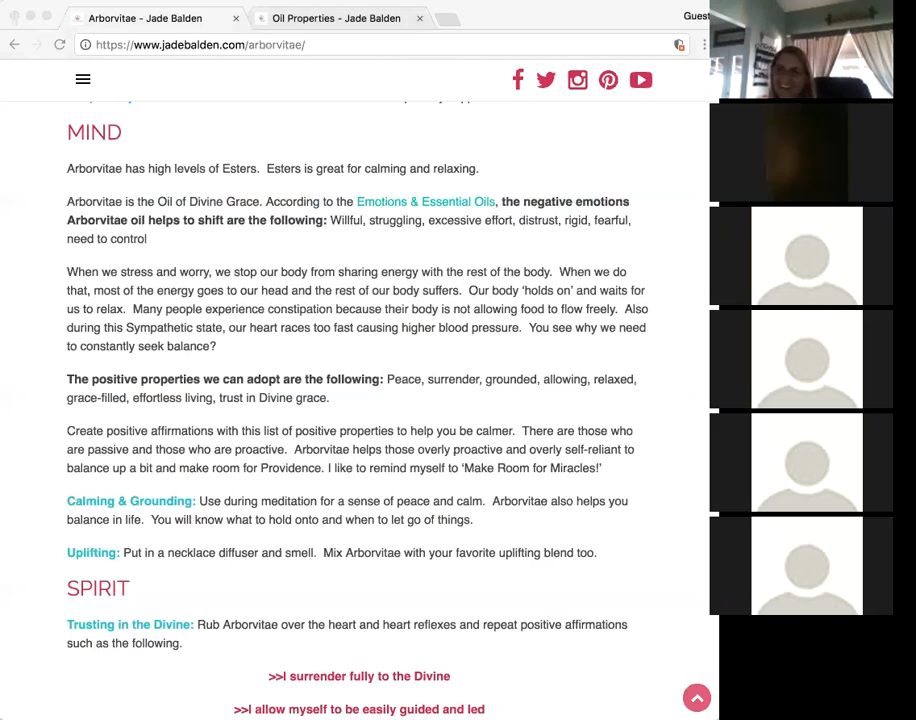 Arborvitae - Jade Balden
Oil Properties - Jade Balden
Guest
https://www.jadebalden.com/arborvitae/
MIND
Arborvitae has high levels of Esters. Esters is great for calming and relaxing.
Arborvitae is the Oil of Divine Grace. According to the Emotions & Essential Oils, the negative emotions
Arborvitae oil helps to shift are the following: Willful, struggling, excessive effort, distrust, rigid, fearful,
need to control
When we stress and worry, we stop our body from sharing energy with the rest of the body. When we do
that, most of the energy goes to our head and the rest of our body suffers. Our body ‘holds on’ and waits for
us to relax. Many people experience constipation because their body is not allowing food to flow freely. Also
during this Sympathetic state, our heart races too fast causing higher blood pressure. You see why we need
to constantly seek balance?
The positive properties we can adopt are the following: Peace, surrender, grounded, allowing, relaxed,
grace-filled, effortless living, trust in Divine grace.
Create positive affirmations with this list of positive properties to help you be calmer. There are those who
are passive and those who are proactive. Arborvitae helps those overly proactive and overly self-reliant to
balance up a bit and make room for Providence. I like to remind myself to ‘Make Room for Miracles!’
Calming & Grounding: Use during meditation for a sense of peace and calm. Arborvitae also helps you
balance in life. You will know what to hold onto and when to let go of things.
Uplifting: Put in a necklace diffuser and smell. Mix Arborvitae with your favorite uplifting blend too.
SPIRIT
Trusting in the Divine: Rub Arborvitae over the heart and heart reflexes and repeat positive affirmations
such as the following.
>>I surrender fully to the Divine
>>I allow myself to be easily guided and led